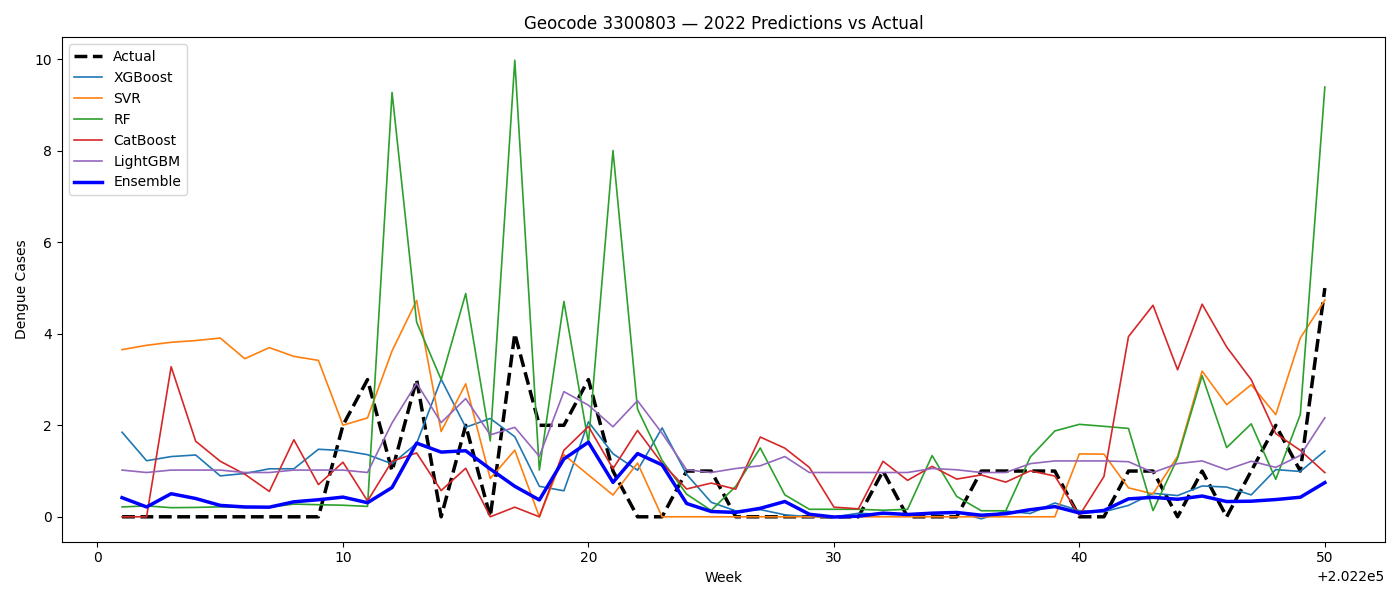 Geocode 3300803 — 2022 Predictions vs Actual
10
8
6
4
2
0
Dengue Cases
Actual
XGBoost
SVR
RF
CatBoost
LightGBM
Ensemble
0 10 20 30 40 50
Week
+2.022e5